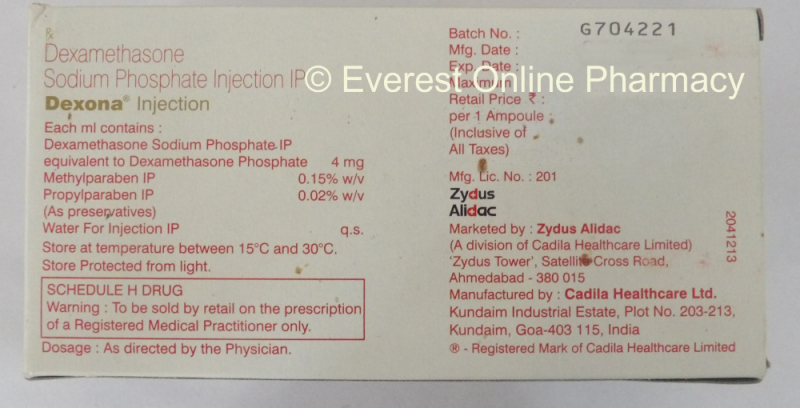 Rx
Dexamethasone
Sodium Phosphate Injection IP
Dexona® Injection
Each ml contains :
Dexamethasone Sodium Phosphate IP
equivalent to Dexamethasone Phosphate 4 mg
Methylparaben IP 0.15% w/v
Propylparaben IP 0.02% w/v
(As preservatives)
Water For Injection IP q.s.
Store at temperature between 15°C and 30°C.
Store Protected from light.
SCHEDULE H DRUG
Warning : To be sold by retail on the prescription
of a Registered Medical Practitioner only.
Dosage : As directed by the Physician.
© Everest Online Pharmacy
Batch No. : G704221
Mfg. Date :
Exp. Date :
Maximum
Retail Price ₹ :
per 1 Ampoule :
(Inclusive of
All Taxes)
Mfg. Lic. No. : 201
Zydus
Alidac
Marketed by : Zydus Alidac
(A division of Cadila Healthcare Limited)
'Zydus Tower', Satellite Cross Road,
Ahmedabad - 380 015
Manufactured by : Cadila Healthcare Ltd.
Kundaim Industrial Estate, Plot No. 203-213,
Kundaim, Goa-403 115, India
® - Registered Mark of Cadila Healthcare Limited
2041213